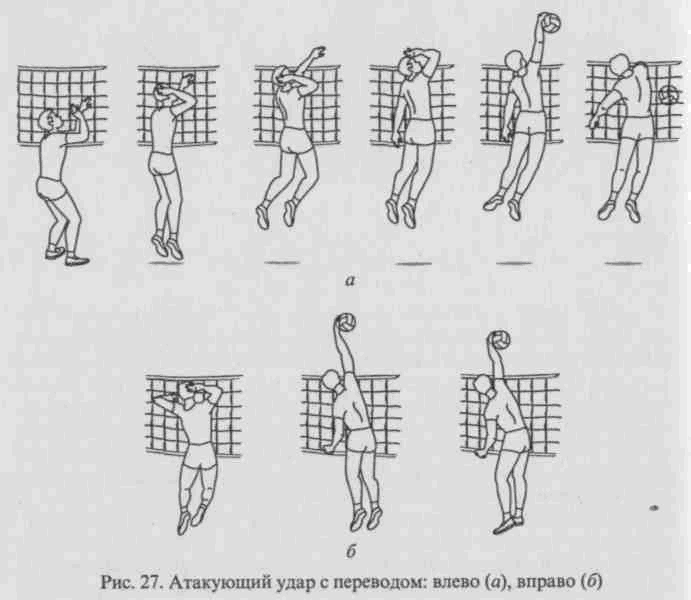 а
б
Рис. 27. Атакующий удар с переводом: влево (а), вправо (б)